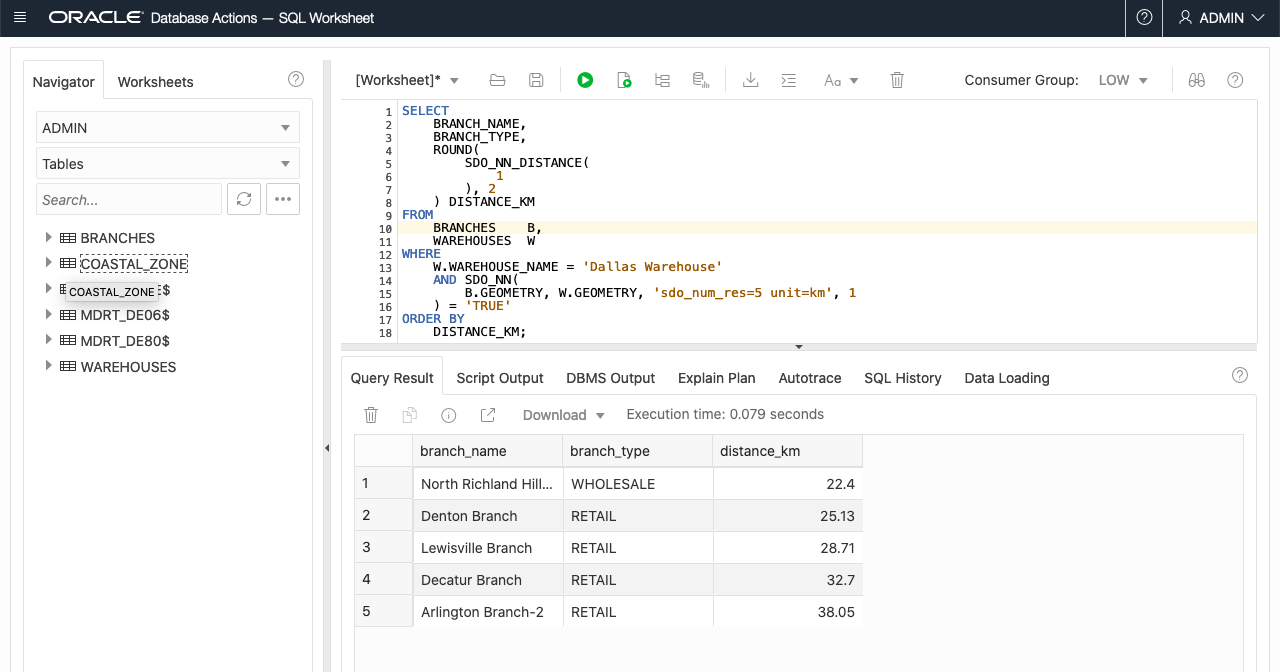 ORACLE Database Actions — SQL Worksheet
ADMIN
Navigator Worksheets
ADMIN
Tables
Search...
BRANCHES
COASTAL_ZONE
COASTAL_ZONE E$
MDRT_DE06$
MDRT_DE80$
WAREHOUSES
[Worksheet]* Aa Consumer Group: LOW
1 SELECT
2 BRANCH_NAME,
3 BRANCH_TYPE,
4 ROUND(
5 SDO_NN_DISTANCE(
6 1
7 ), 2
8 ) DISTANCE_KM
9 FROM
10 BRANCHES B,
11 WAREHOUSES W
12 WHERE
13 W.WAREHOUSE_NAME = 'Dallas Warehouse'
14 AND SDO_NN(
15 B.GEOMETRY, W.GEOMETRY, 'sdo_num_res=5 unit=km', 1
16 ) = 'TRUE'
17 ORDER BY
18 DISTANCE_KM;
Query Result Script Output DBMS Output Explain Plan Autotrace SQL History Data Loading
Download Execution time: 0.079 seconds
branch_name branch_type distance_km
1 North Richland Hill... WHOLESALE 22.4
2 Denton Branch RETAIL 25.13
3 Lewisville Branch RETAIL 28.71
4 Decatur Branch RETAIL 32.7
5 Arlington Branch-2 RETAIL 38.05